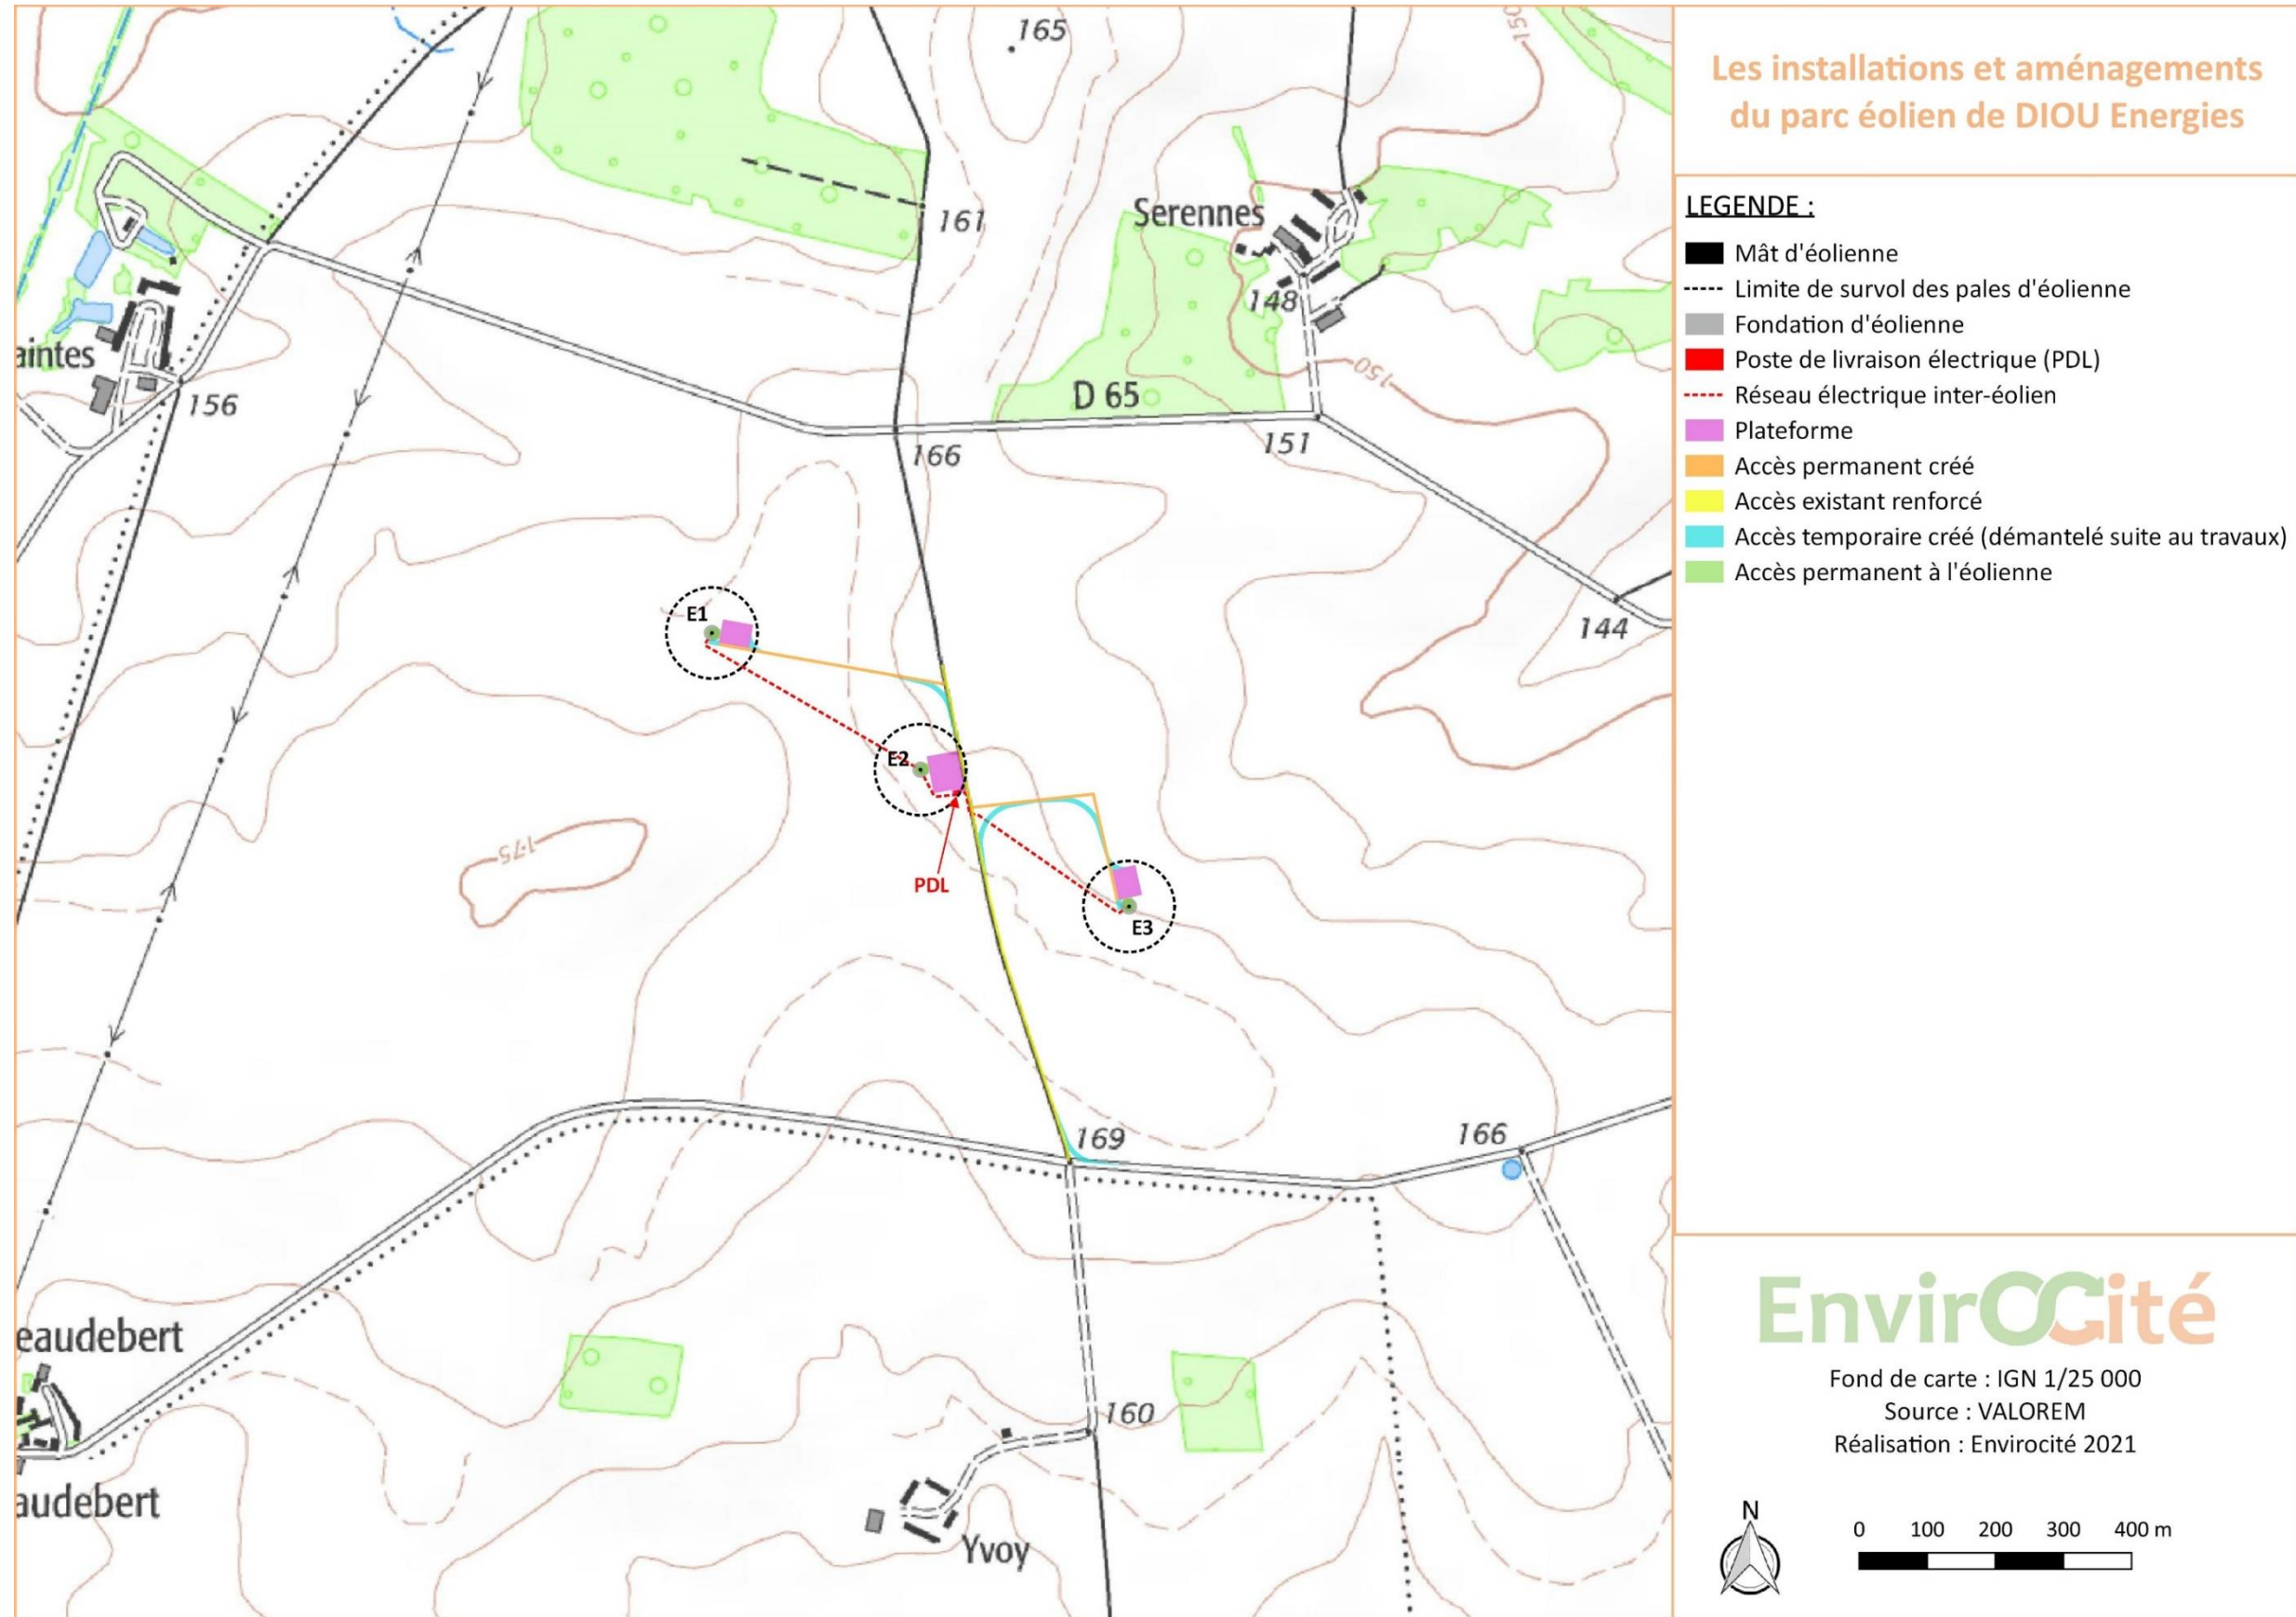 Les installations et aménagements
du parc éolien de DIOU Energies
LEGENDE :
Mât d'éolienne
Limite de survol des pales d'éolienne
Fondation d'éolienne
Poste de livraison électrique (PDL)
Réseau électrique inter-éolien
Plateforme
Accès permanent créé
Accès existant renforcé
Accès temporaire créé (démantelé suite au travaux)
Accès permanent à l'éolienne
165
150
161
Serennes
148
aintes
156
150
D 65
166
151
144
E1
E2
175
PDL
E3
169
166
eaudebert
160
audebert
Yvoy
EnvirOCité
Fond de carte : IGN 1/25 000
Source : VALOREM
Réalisation : Envirocité 2021
N
0 100 200 300 400 m